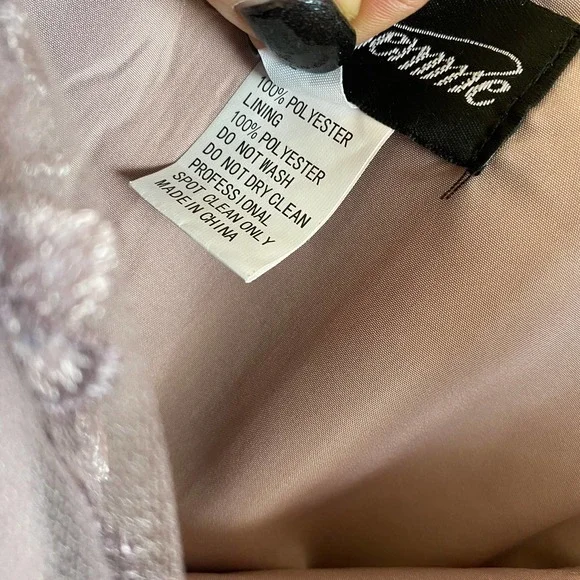 100% POLYESTER
LINING
100% POLYESTER
DO NOT WASH
DO NOT DRY CLEAN
PROFESSIONAL
SPOT CLEAN ONLY
MADE IN CHINA